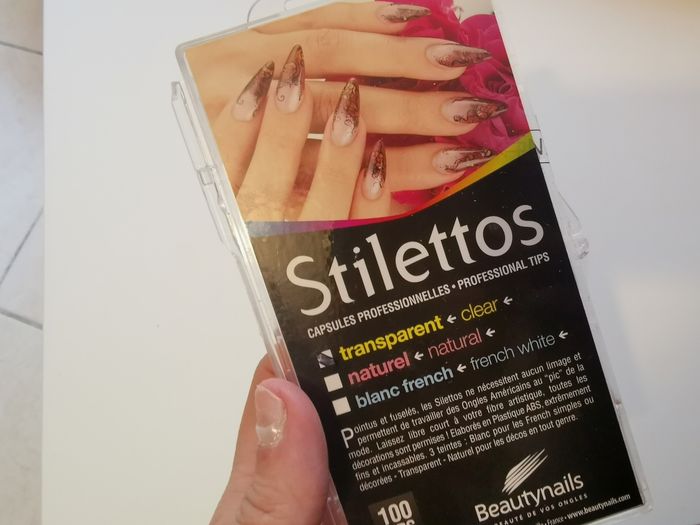 Stilettos
CAPSULES PROFESSIONNELLES • PROFESSIONAL TIPS
transparent ← clear ←
naturel ← natural ←
blanc french ← french white ←
Pointus et fuselés, les Silettos ne nécessitent aucun limage et
permettent de travailler des Ongles Américains au "pic" de la
mode. Laissez libre court à votre fibre artistique, toutes les
décorations sont permises ! Elaborés en Plastique ABS, extrêmement
fins et incassables. 3 teintes : Blanc pour les French simples ou
décorées - Transparent - Naturel pour les décos en tout genre.
100
Beautynails
BEAUTÉ DE VOS ONGLES
France • www.beautynails.com